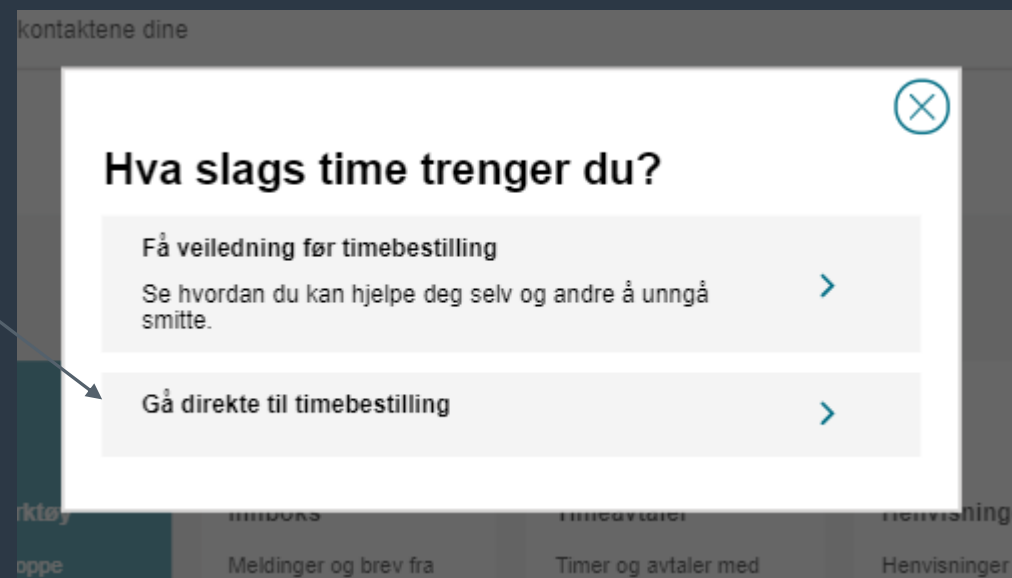 kontaktene dine
Hva slags time trenger du?
Få veiledning før timebestilling
Se hvordan du kan hjelpe deg selv og andre å unngå
smitte.
Gå direkte til timebestilling
rktøy
Innboks
Timeavtaler
Henvisning
oppe
Meldinger og brev fra
Timer og avtaler med
Henvisninger